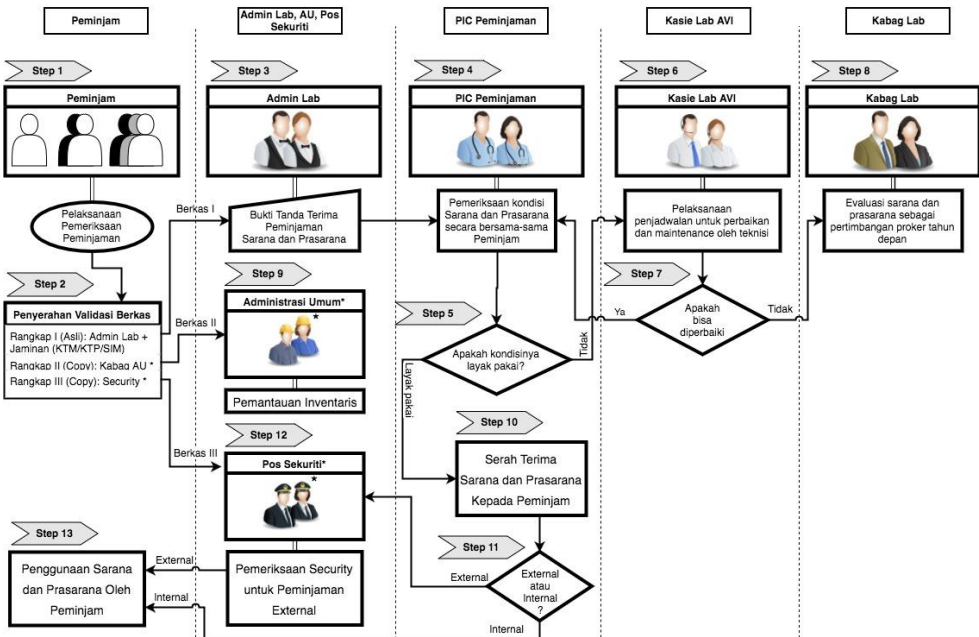 Peminjam
Admin Lab, AU, Pos
Sekuriti
PIC Peminjaman
Kasie Lab AVI
Kabag Lab
Step 1
Peminjam
Pelaksanaan
Pemeriksaan
Peminjaman
Step 2
Penyerahan Validasi Berkas
Rangkap I (Asli): Admin Lab +
Jaminan (KTM/KTP/SIM)
Rangkap II (Copy): Kabag AU *
Rangkap III (Copy): Security *
Berkas I
Berkas II
Berkas III
Step 3
Admin Lab
Bukti Tanda Terima
Peminjaman
Sarana dan Prasarana
Step 4
PIC Peminjaman
Pemeriksaan kondisi
Sarana dan Prasarana
secara bersama-sama
Peminjam
Step 5
Apakah kondisinya
layak pakai?
Tidak
Layak pakai
Step 6
Kasie Lab AVI
Pelaksanaan
penjadwalan untuk perbaikan
dan maintenance oleh teknisi
Step 7
Apakah
bisa
diperbaiki
Ya
Tidak
Step 8
Kabag Lab
Evaluasi sarana dan
prasarana sebagai
pertimbangan proker tahun
depan
Step 9
Administrasi Umum*
*
Pemantauan Inventaris
Step 10
Serah Terima
Sarana dan Prasarana
Kepada Peminjam
Step 11
External
atau
Internal
?
External
Internal
Step 12
Pos Sekuriti*
*
Pemeriksaan Security
untuk Peminjaman
External
Step 13
Penggunaan Sarana
dan Prasarana Oleh
Peminjam
External
Internal